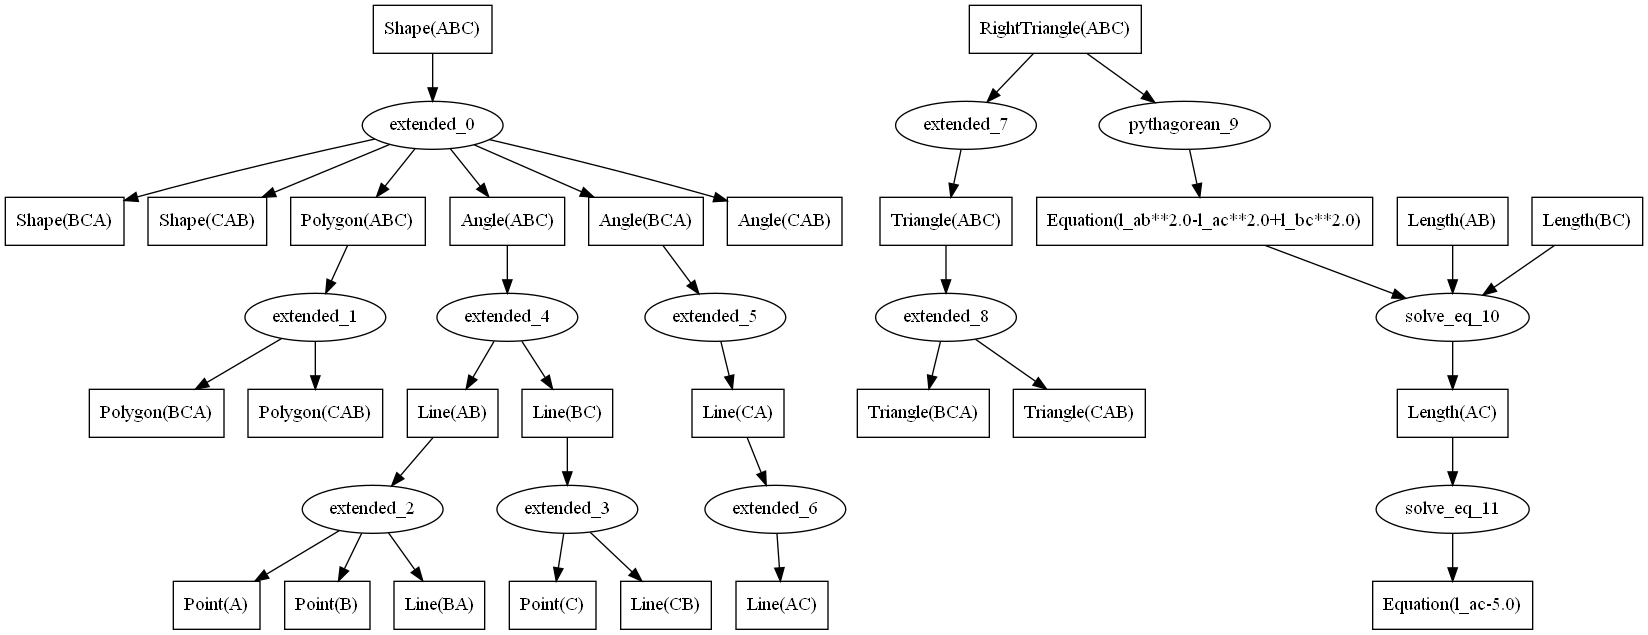 Shape(ABC)
RightTriangle(ABC)
extended_0
extended_7
pythagorean_9
Shape(BCA)
Shape(CAB)
Polygon(ABC)
Angle(ABC)
Angle(BCA)
Angle(CAB)
Triangle(ABC)
Equation(l_ab**2.0-l_ac**2.0+l_bc**2.0)
Length(AB)
Length(BC)
extended_1
extended_4
extended_5
extended_8
solve_eq_10
Polygon(BCA)
Polygon(CAB)
Line(AB)
Line(BC)
Line(CA)
Triangle(BCA)
Triangle(CAB)
Length(AC)
extended_2
extended_3
extended_6
solve_eq_11
Point(A)
Point(B)
Line(BA)
Point(C)
Line(CB)
Line(AC)
Equation(l_ac-5.0)